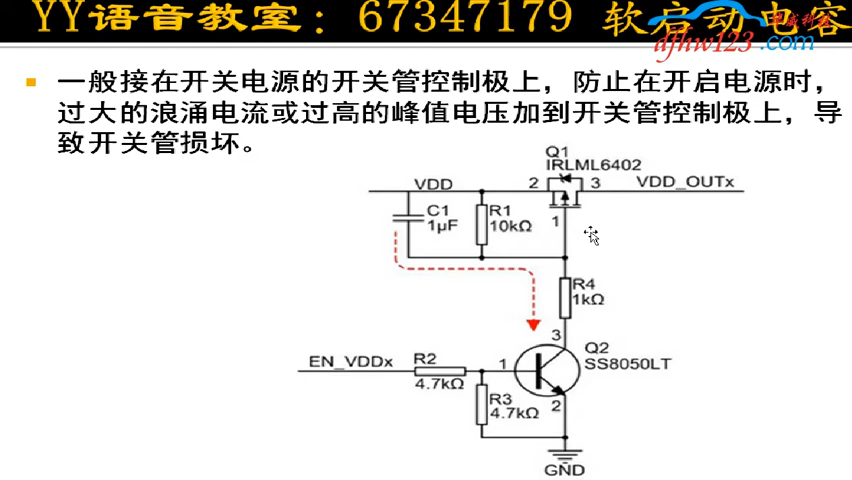 YY语音教室：67347179 软启动电容
dfhw123.com
一般接在开关电源的开关管控制极上，防止在开启电源时，
过大的浪涌电流或过高的峰值电压加到开关管控制极上，导
致开关管损坏。
Q1
IRLML6402
VDD 2 3 VDD_OUTx
C1 R1 1
1μF 10kΩ
R4
1kΩ
3
Q2
EN_VDDx R2 1 SS8050LT
4.7kΩ
R3 2
4.7kΩ
GND